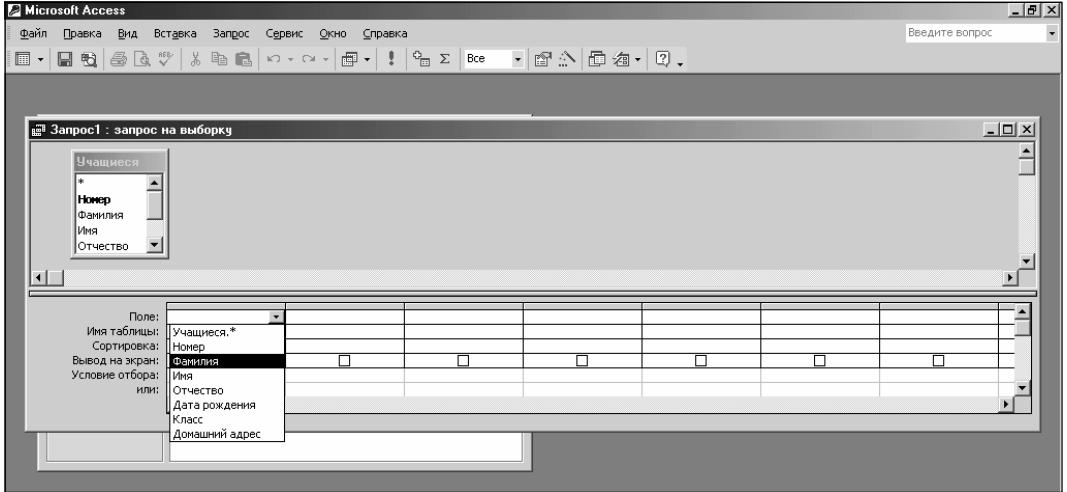 Microsoft Access
Файл Правка Вид Вставка Запрос Сервис Окно Справка Введите вопрос
Все
Запрос1 : запрос на выборку
Учащиеся
*
Номер
Фамилия
Имя
Отчество
Поле:
Имя таблицы:
Сортировка:
Вывод на экран:
Условие отбора:
или:
Учащиеся.*
Номер
Фамилия
Имя
Отчество
Дата рождения
Класс
Домашний адрес